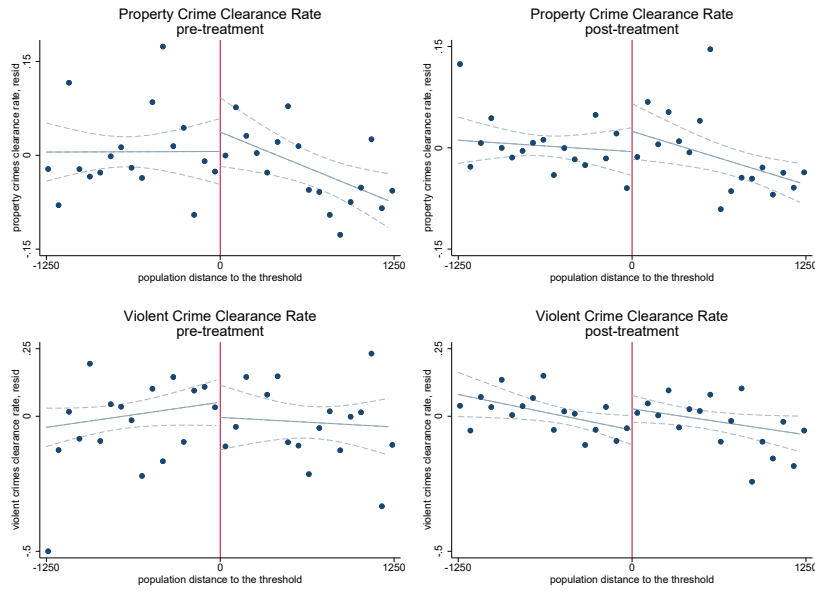 Property Crime Clearance Rate
pre-treatment
property crimes clearance rate, resid
.15
0
-.15
-1250
0
1250
population distance to the threshold
Property Crime Clearance Rate
post-treatment
property crimes clearance rate, resid
.15
0
-.15
-1250
0
1250
population distance to the threshold
Violent Crime Clearance Rate
pre-treatment
violent crimes clearance rate, resid
.25
0
-.5
-1250
0
1250
population distance to the threshold
Violent Crime Clearance Rate
post-treatment
violent crimes clearance rate, resid
.25
0
-.5
-1250
0
1250
population distance to the threshold